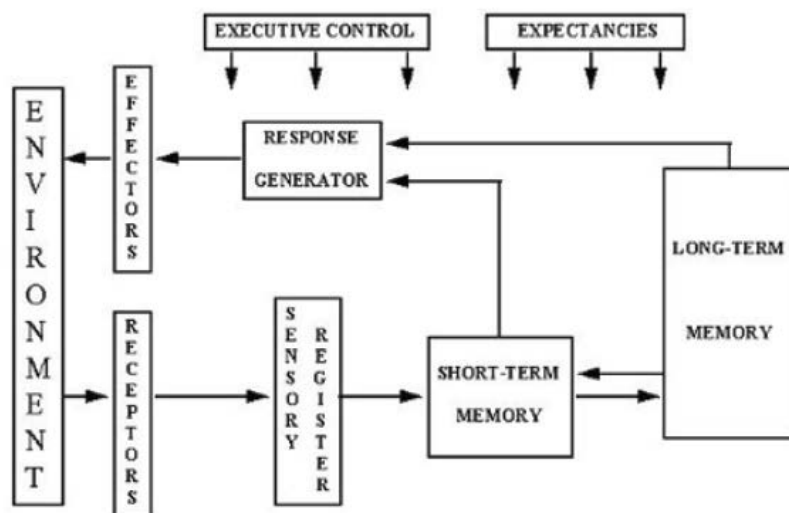 EXECUTIVE CONTROL
EXPECTANCIES
ENVIRONMENT
EFFECTORS
RESPONSE
GENERATOR
LONG-TERM
MEMORY
RECEPTORS
SENSORY
REGISTER
SHORT-TERM
MEMORY